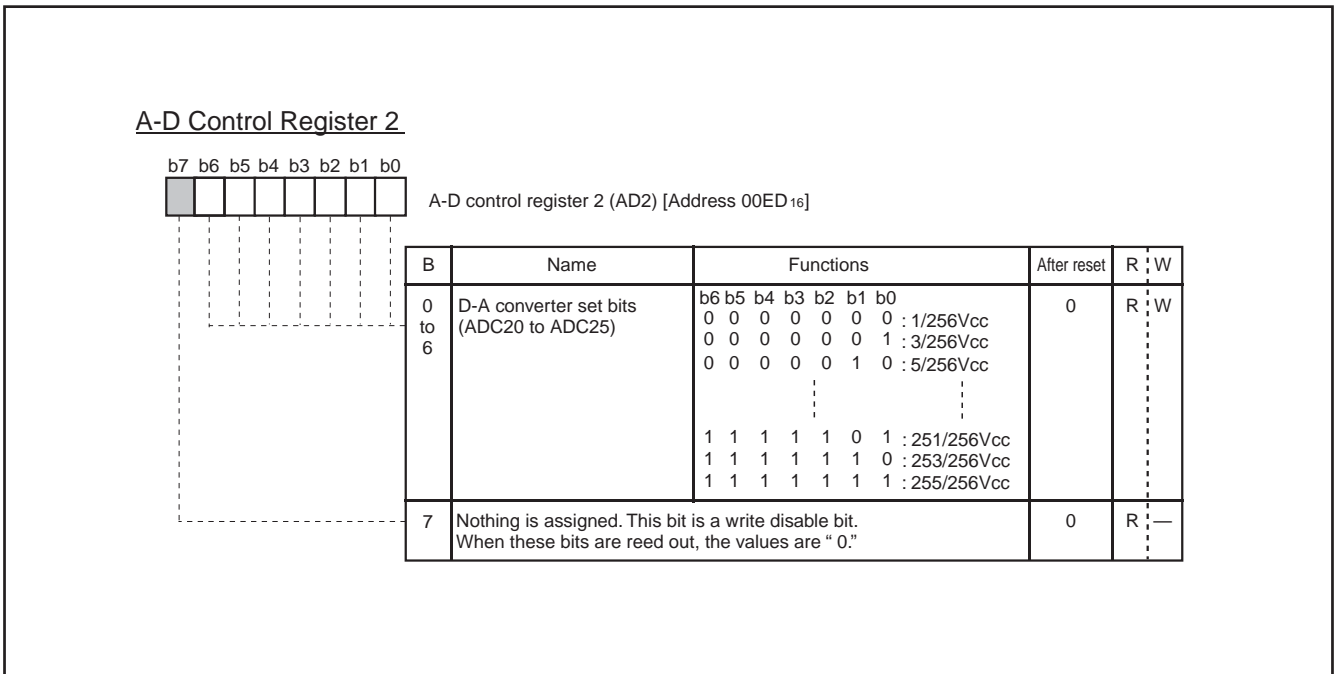 A-D Control Register 2
b7 b6 b5 b4 b3 b2 b1 b0
A-D control register 2 (AD2) [Address 00ED16]
B Name Functions After reset R W
0 to 6
D-A converter set bits
(ADC20 to ADC25)
b6 b5 b4 b3 b2 b1 b0
0 0 0 0 0 0 0 : 1/256Vcc
0 0 0 0 0 0 1 : 3/256Vcc
0 0 0 0 0 1 0 : 5/256Vcc
1 1 1 1 1 0 1 : 251/256Vcc
1 1 1 1 1 1 0 : 253/256Vcc
1 1 1 1 1 1 1 : 255/256Vcc
0 R W
7 Nothing is assigned. This bit is a write disable bit.
When these bits are reed out, the values are “ 0.”
0 R —